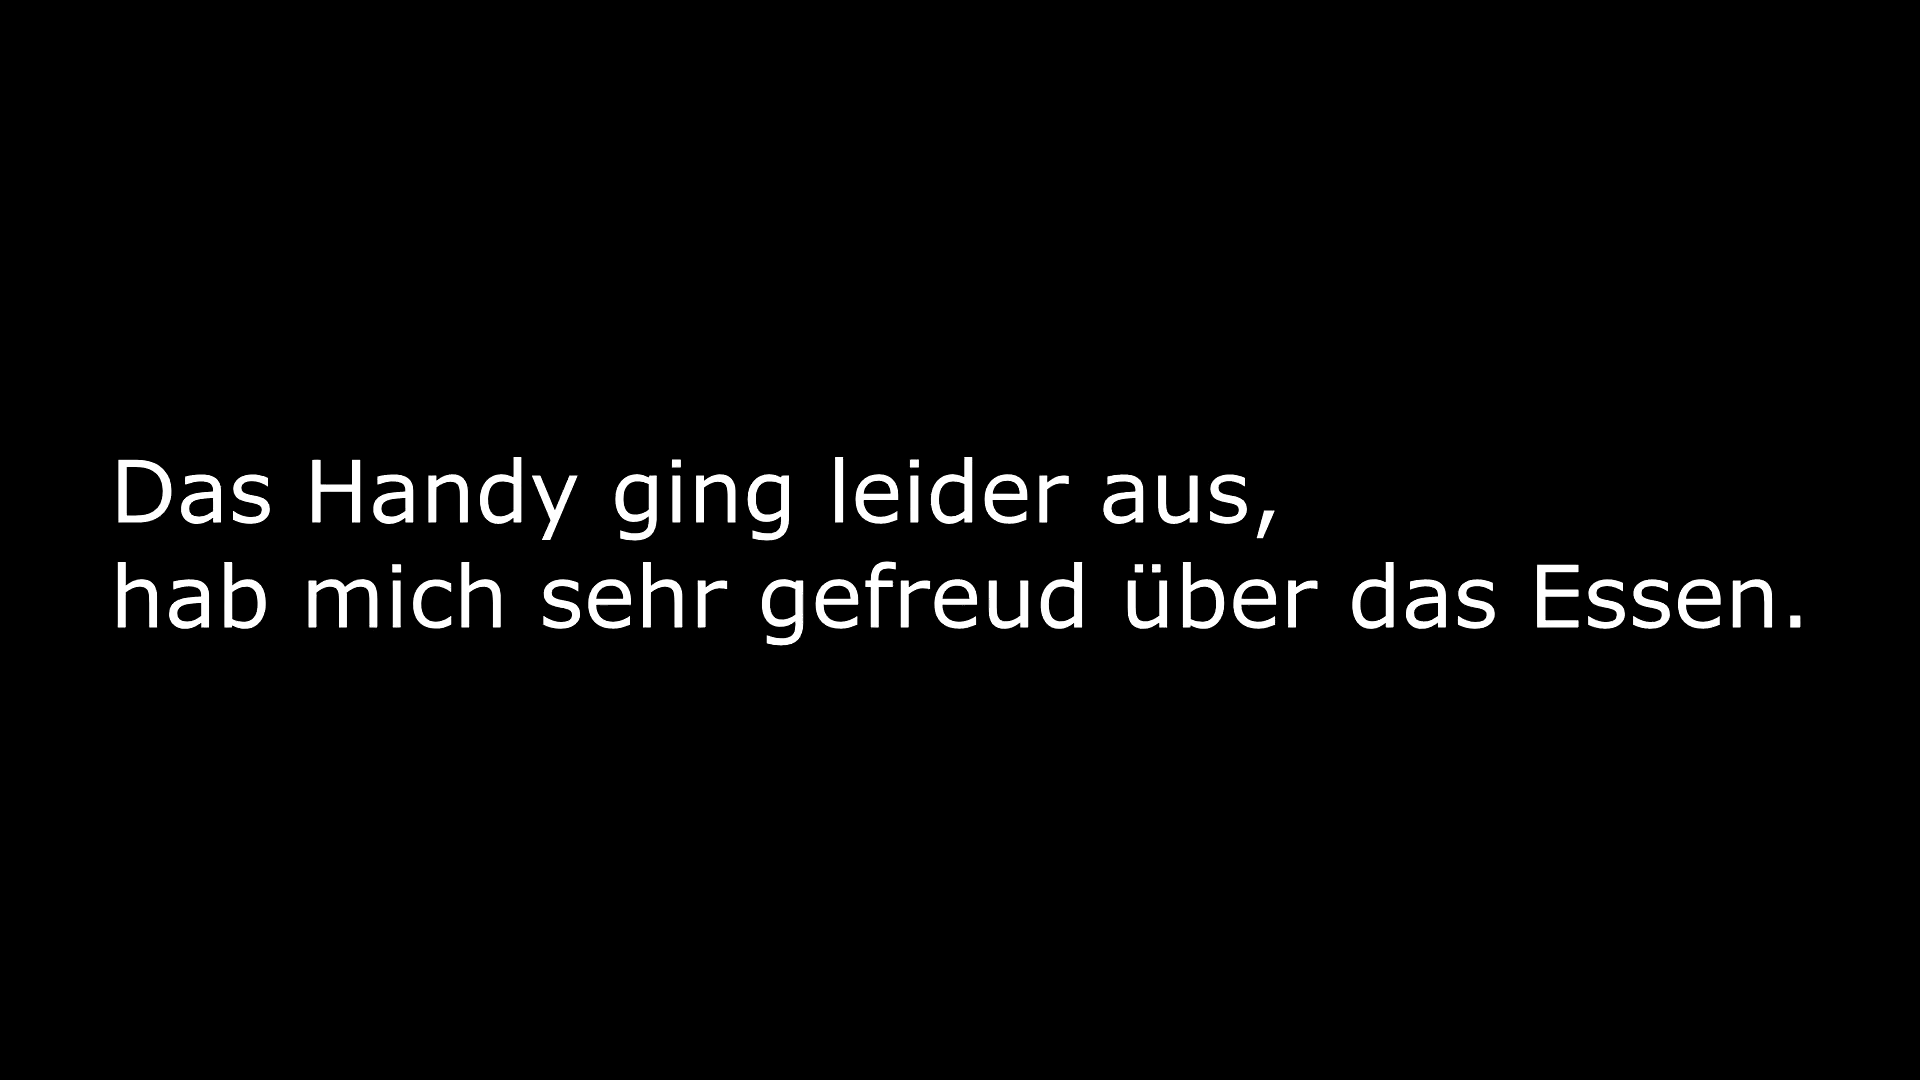 Das Handy ging leider aus,
hab mich sehr gefreud über das Essen.